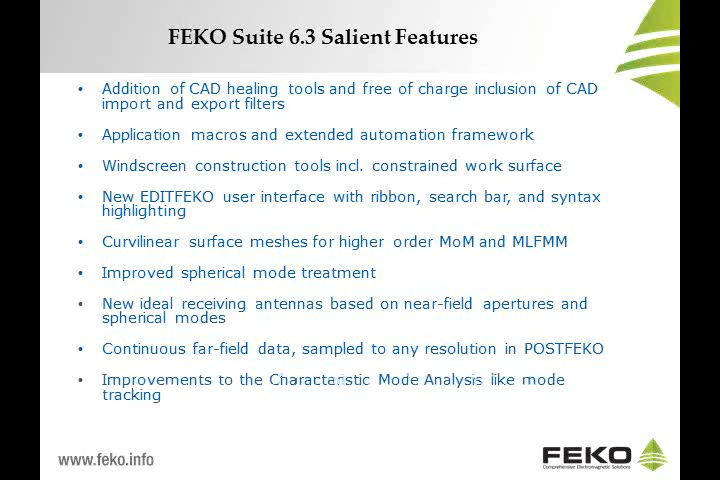 FEKO Suite 6.3 Salient Features
• Addition of CAD healing tools and free of charge inclusion of CAD
import and export filters
• Application macros and extended automation framework
• Windscreen construction tools incl. constrained work surface
• New EDITFEKO user interface with ribbon, search bar, and syntax
highlighting
• Curvilinear surface meshes for higher order MoM and MLFMM
• Improved spherical mode treatment
• New ideal receiving antennas based on near-field apertures and
spherical modes
• Continuous far-field data, sampled to any resolution in POSTFEKO
• Improvements to the Characteristic Mode Analysis like mode
tracking
www.feko.info
FEKO
Comprehensive Electromagnetic Solutions